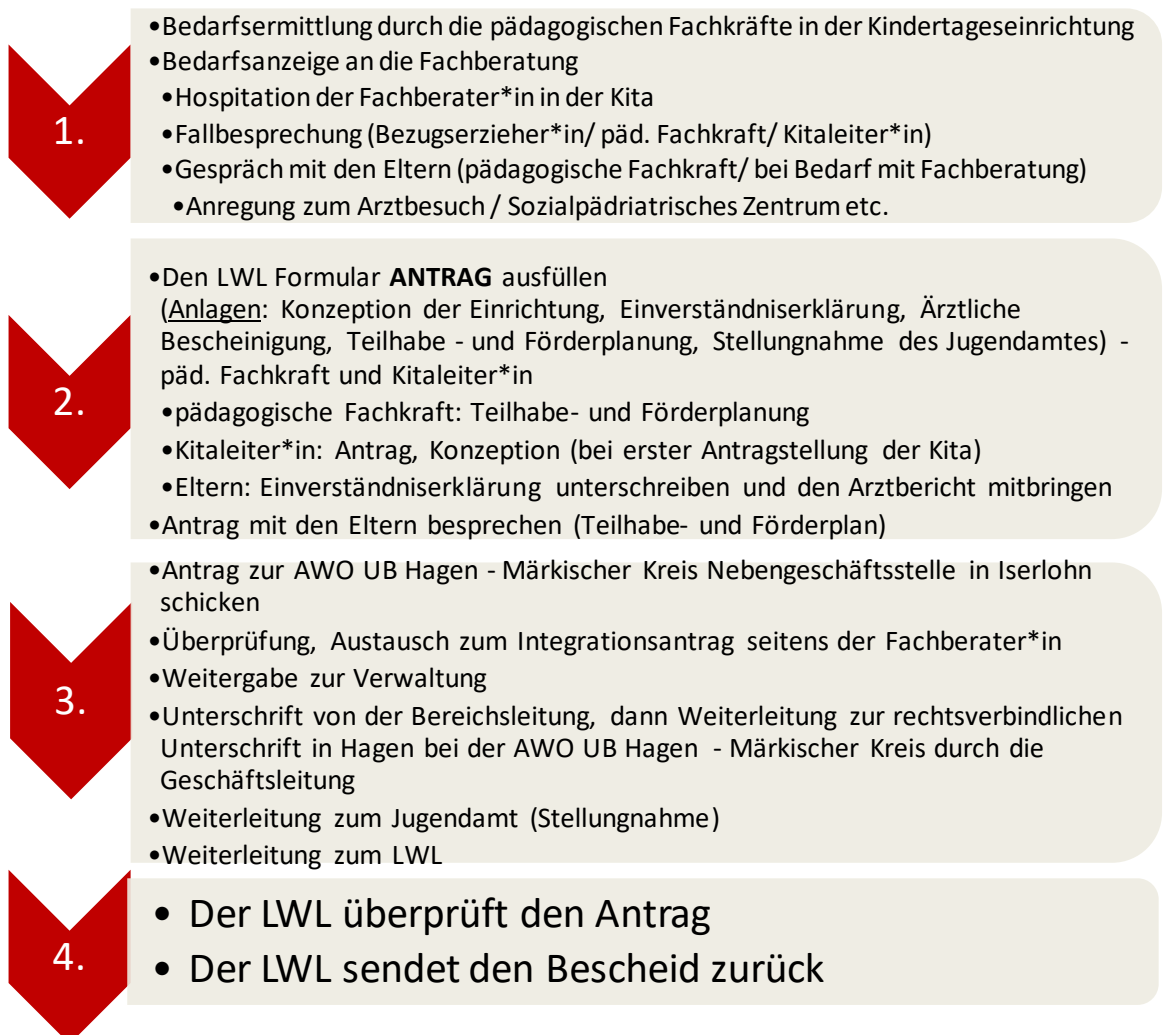 1.
•Bedarfsermittlung durch die pädagogischen Fachkräfte in der Kindertageseinrichtung
•Bedarfsanzeige an die Fachberatung
•Hospitation der Fachberater*in in der Kita
•Fallbesprechung (Bezugserzieher*in/ päd. Fachkraft/ Kitaleiter*in)
•Gespräch mit den Eltern (pädagogische Fachkraft/ bei Bedarf mit Fachberatung)
•Anregung zum Arztbesuch / Sozialpädriatrisches Zentrum etc.
2.
•Den LWL Formular ANTRAG ausfüllen
(Anlagen: Konzeption der Einrichtung, Einverständniserklärung, Ärztliche
Bescheinigung, Teilhabe - und Förderplanung, Stellungnahme des Jugendamtes) -
päd. Fachkraft und Kitaleiter*in
•pädagogische Fachkraft: Teilhabe- und Förderplanung
•Kitaleiter*in: Antrag, Konzeption (bei erster Antragstellung der Kita)
•Eltern: Einverständniserklärung unterschreiben und den Arztbericht mitbringen
•Antrag mit den Eltern besprechen (Teilhabe- und Förderplan)
3.
•Antrag zur AWO UB Hagen - Märkischer Kreis Nebengeschäftsstelle in Iserlohn
schicken
•Überprüfung, Austausch zum Integrationsantrag seitens der Fachberater*in
•Weitergabe zur Verwaltung
•Unterschrift von der Bereichsleitung, dann Weiterleitung zur rechtsverbindlichen
Unterschrift in Hagen bei der AWO UB Hagen - Märkischer Kreis durch die
Geschäftsleitung
•Weiterleitung zum Jugendamt (Stellungnahme)
•Weiterleitung zum LWL
4.
• Der LWL überprüft den Antrag
• Der LWL sendet den Bescheid zurück